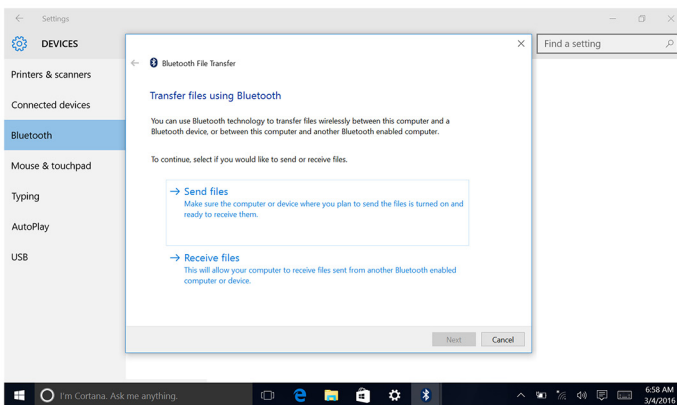 Settings
DEVICES
Find a setting
Printers & scanners
Connected devices
Bluetooth
Mouse & touchpad
Typing
AutoPlay
USB
Bluetooth File Transfer
Transfer files using Bluetooth
You can use Bluetooth technology to transfer files wirelessly between this computer and a
Bluetooth device, or between this computer and another Bluetooth enabled computer.
To continue, select if you would like to send or receive files.
Send files
Make sure the computer or device where you plan to send the files is turned on and
ready to receive them.
Receive files
This will allow your computer to receive files sent from another Bluetooth enabled
computer or device.
Next
Cancel
I'm Cortana. Ask me anything.
6:58 AM
3/4/2016